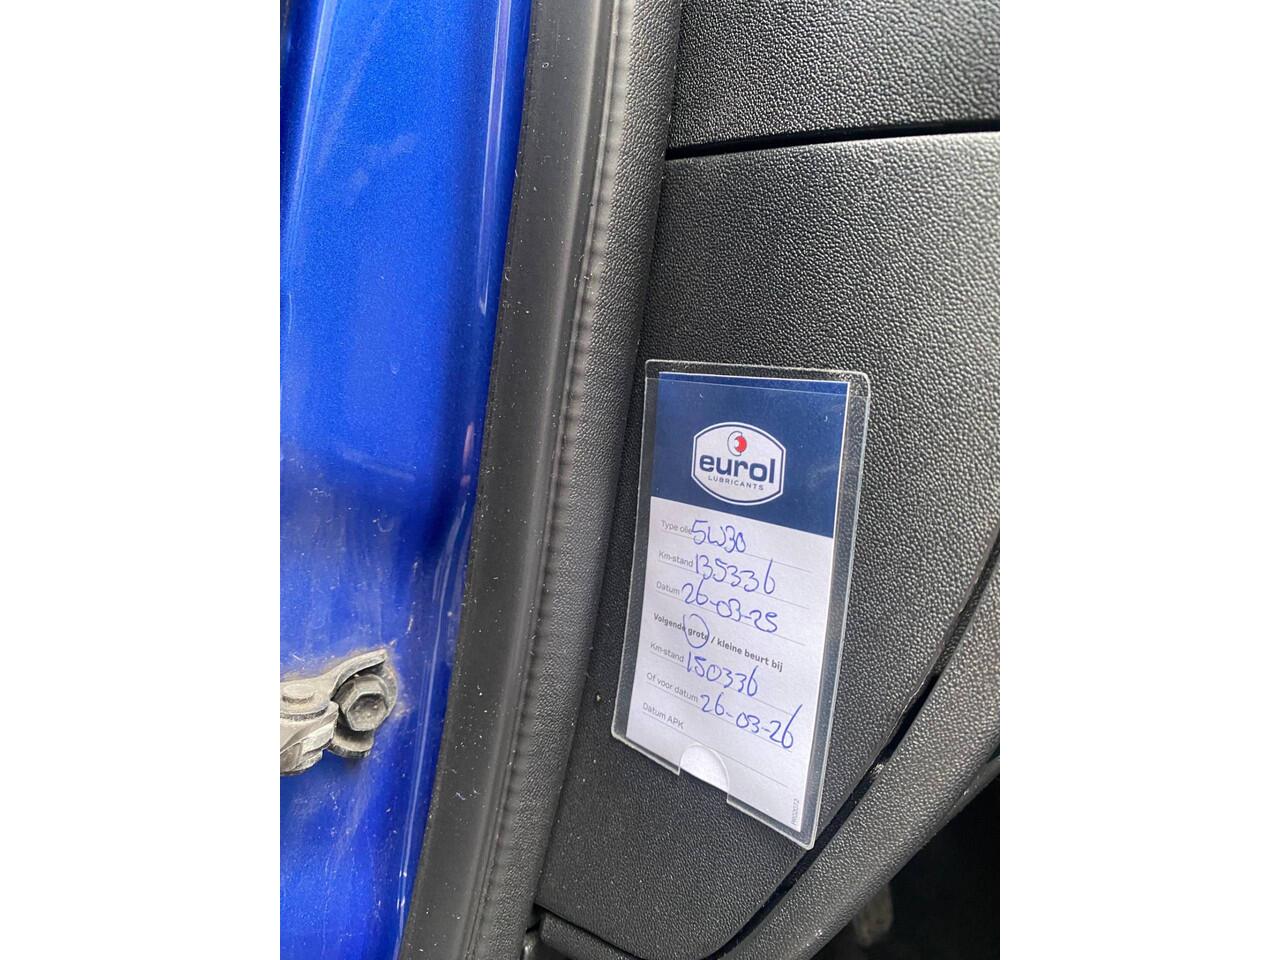 eurol
LUBRICANTS
Type olie 5W30
Km-stand 135336
Datum 26-03-25
Volgende grote / kleine beurt bij
Km-stand 150336
Of voor datum 26-03-26
Datum APK